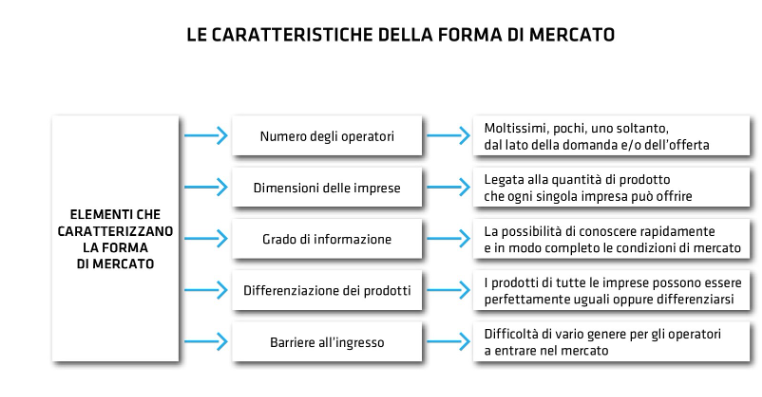 LE CARATTERISTICHE DELLA FORMA DI MERCATO
ELEMENTI CHE
CARATTERIZZANO
LA FORMA
DI MERCATO
Numero degli operatori
Moltissimi, pochi, uno soltanto,
dal lato della domanda e/o dell'offerta
Dimensioni delle imprese
Legata alla quantità di prodotto
che ogni singola impresa può offrire
Grado di informazione
La possibilità di conoscere rapidamente
e in modo completo le condizioni di mercato
Differenziazione dei prodotti
I prodotti di tutte le imprese possono essere
perfettamente uguali oppure differenziarsi
Barriere all'ingresso
Difficoltà di vario genere per gli operatori
a entrare nel mercato